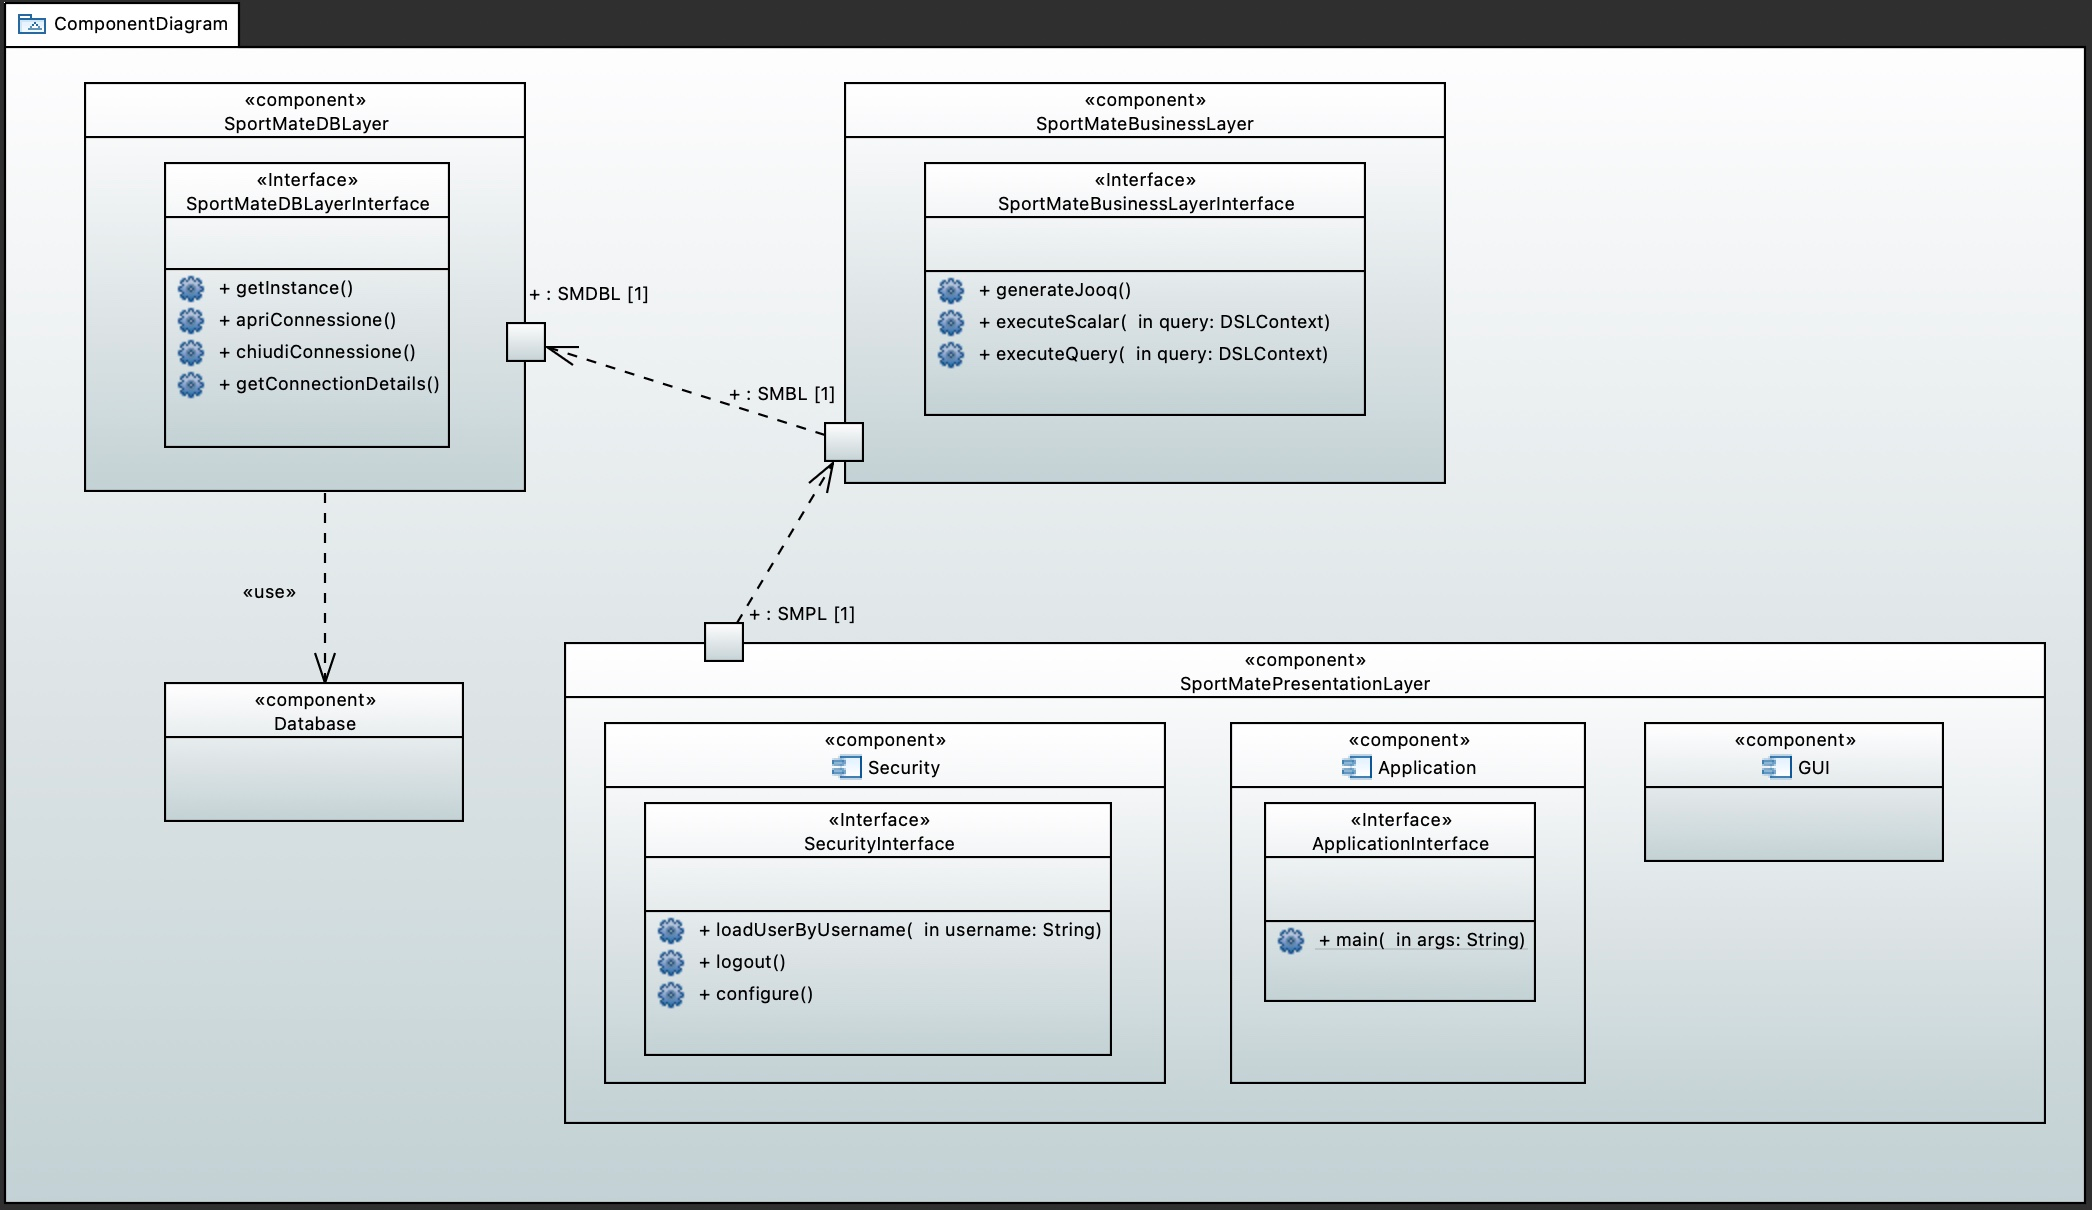 ComponentDiagram
«component»
SportMateDBLayer
«Interface»
SportMateDBLayerInterface
+ getInstance()
+ apriConnessione()
+ chiudiConnessione()
+ getConnectionDetails()
+ : SMDBL [1]
«component»
SportMateBusinessLayer
«Interface»
SportMateBusinessLayerInterface
+ generateJooq()
+ executeScalar(  in query: DSLContext)
+ executeQuery(  in query: DSLContext)
+ : SMBL [1]
«use»
«component»
Database
+ : SMPL [1]
«component»
SportMatePresentationLayer
«component»
Security
«Interface»
SecurityInterface
+ loadUserByUsername(  in username: String)
+ logout()
+ configure()
«component»
Application
«Interface»
ApplicationInterface
+ main(  in args: String)
«component»
GUI